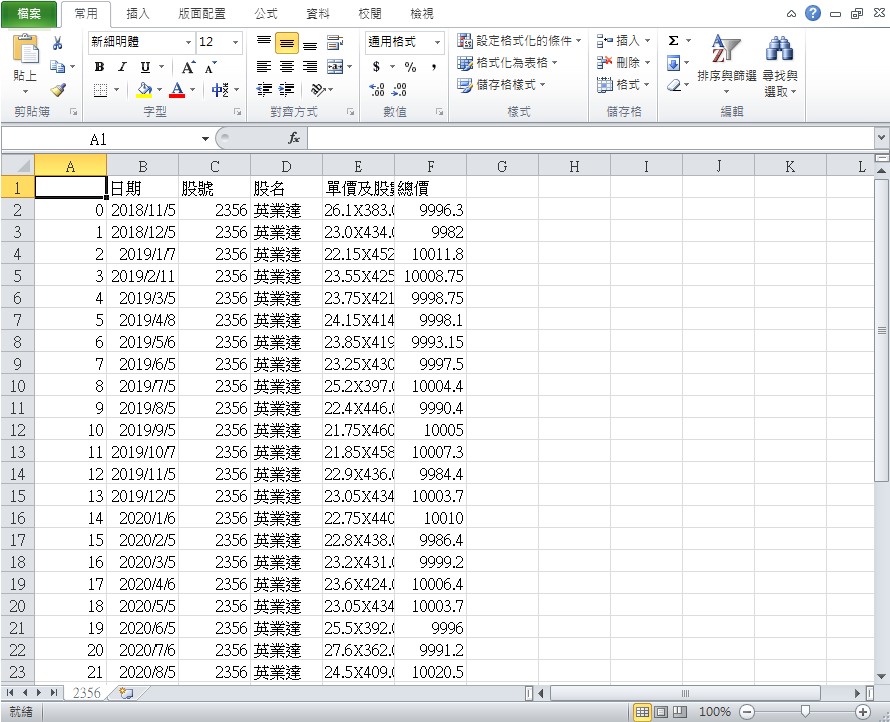 檔案 常用 插入 版面配置 公式 資料 校閱 檢視
新細明體 12 通用格式 設定格式化的條件 插入 Σ
貼上 B I U A A $ % , 格式化為表格 刪除 排序與篩選 尋找與選取
A 中 .00 .0 儲存格樣式 格式
剪貼簿 字型 對齊方式 數值 樣式 儲存格 編輯
A1 fx
A B C D E F G H I J K L
1 日期 股號 股名 單價及股 總價
2 0 2018/11/5 2356 英業達 26.1X383.0 9996.3
3 1 2018/12/5 2356 英業達 23.0X434.0 9982
4 2 2019/1/7 2356 英業達 22.15X452 10011.8
5 3 2019/2/11 2356 英業達 23.55X425 10008.75
6 4 2019/3/5 2356 英業達 23.75X421 9998.75
7 5 2019/4/8 2356 英業達 24.15X414 9998.1
8 6 2019/5/6 2356 英業達 23.85X419 9993.15
9 7 2019/6/5 2356 英業達 23.25X430 9997.5
10 8 2019/7/5 2356 英業達 25.2X397.0 10004.4
11 9 2019/8/5 2356 英業達 22.4X446.0 9990.4
12 10 2019/9/5 2356 英業達 21.75X460 10005
13 11 2019/10/7 2356 英業達 21.85X458 10007.3
14 12 2019/11/5 2356 英業達 22.9X436.0 9984.4
15 13 2019/12/5 2356 英業達 23.05X434 10003.7
16 14 2020/1/6 2356 英業達 22.75X440 10010
17 15 2020/2/5 2356 英業達 22.8X438.0 9986.4
18 16 2020/3/5 2356 英業達 23.2X431.0 9999.2
19 17 2020/4/6 2356 英業達 23.6X424.0 10006.4
20 18 2020/5/5 2356 英業達 23.05X434 10003.7
21 19 2020/6/5 2356 英業達 25.5X392.0 9996
22 20 2020/7/6 2356 英業達 27.6X362.0 9991.2
23 21 2020/8/5 2356 英業達 24.5X409.0 10020.5
2356
就緒 100%